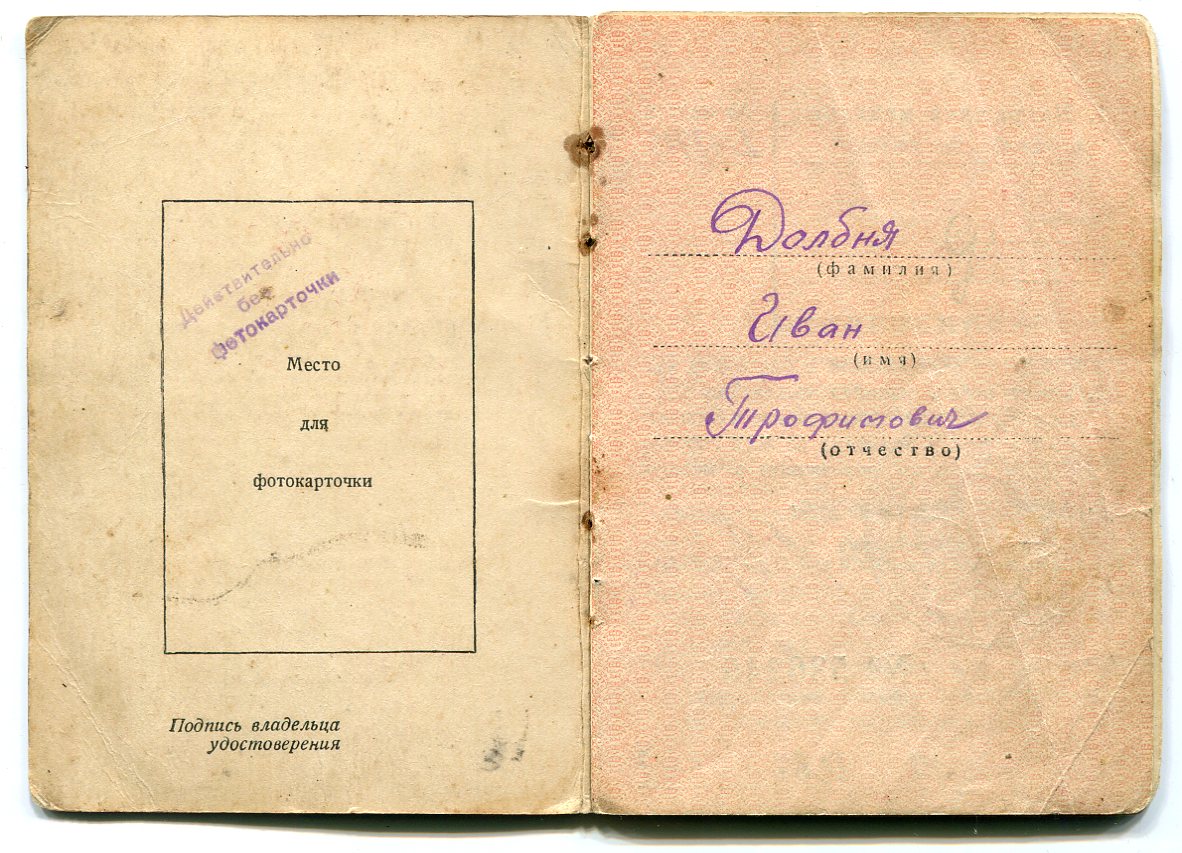 Действительно
без
фотокарточки
Место
для
фотокарточки
Подпись владельца
удостоверения
Долбня
(фамилия)
Иван
(имя)
Трофимович
(отчество)